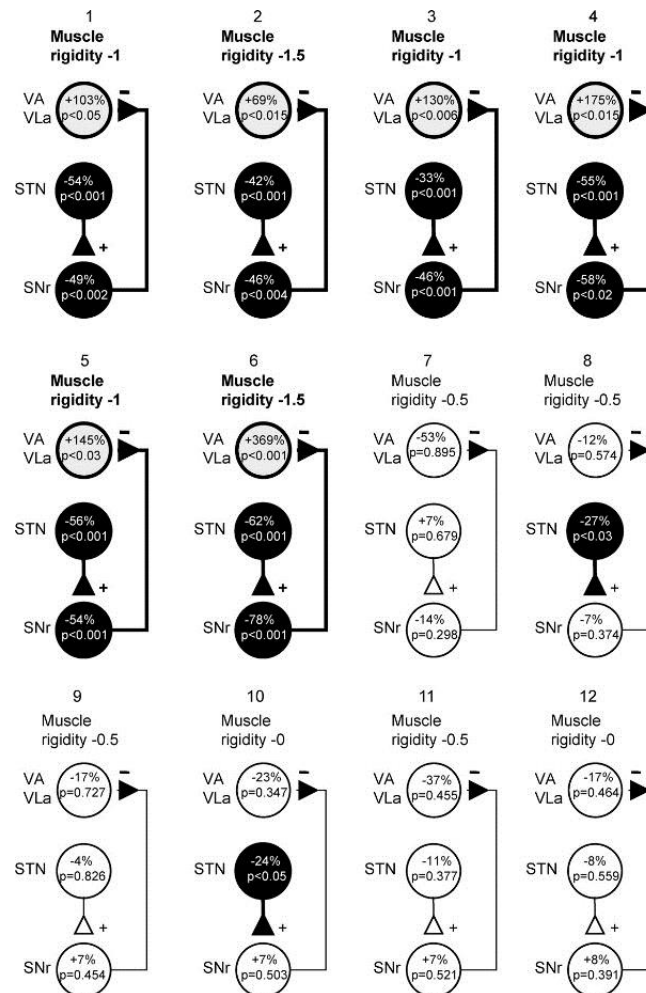 1
Muscle
rigidity -1
VA
VLa
+103%
p<0.05
-
STN
-54%
p<0.001
+
SNr
-49%
p<0.002
2
Muscle
rigidity -1.5
VA
VLa
+69%
p<0.015
-
STN
-42%
p<0.001
+
SNr
-46%
p<0.004
3
Muscle
rigidity -1
VA
VLa
+130%
p<0.006
-
STN
-33%
p<0.001
+
SNr
-46%
p<0.001
4
Muscle
rigidity -1
VA
VLa
+175%
p<0.015
-
STN
-55%
p<0.001
+
SNr
-58%
p<0.02
5
Muscle
rigidity -1
VA
VLa
+145%
p<0.03
-
STN
-56%
p<0.001
+
SNr
-54%
p<0.001
6
Muscle
rigidity -1.5
VA
VLa
+369%
p<0.001
-
STN
-62%
p<0.001
+
SNr
-78%
p<0.001
7
Muscle
rigidity -0.5
VA
VLa
-53%
p=0.895
-
STN
+7%
p=0.679
+
SNr
-14%
p=0.298
8
Muscle
rigidity -0.5
VA
VLa
-12%
p=0.574
-
STN
-27%
p<0.03
+
SNr
-7%
p=0.374
9
Muscle
rigidity -0.5
VA
VLa
-17%
p=0.727
-
STN
-4%
p=0.826
+
SNr
+7%
p=0.454
10
Muscle
rigidity -0
VA
VLa
-23%
p=0.347
-
STN
-24%
p<0.05
+
SNr
+7%
p=0.503
11
Muscle
rigidity -0.5
VA
VLa
-37%
p=0.455
-
STN
-11%
p=0.377
+
SNr
+7%
p=0.521
12
Muscle
rigidity -0
VA
VLa
-17%
p=0.464
-
STN
-8%
p=0.559
+
SNr
+8%
p=0.391